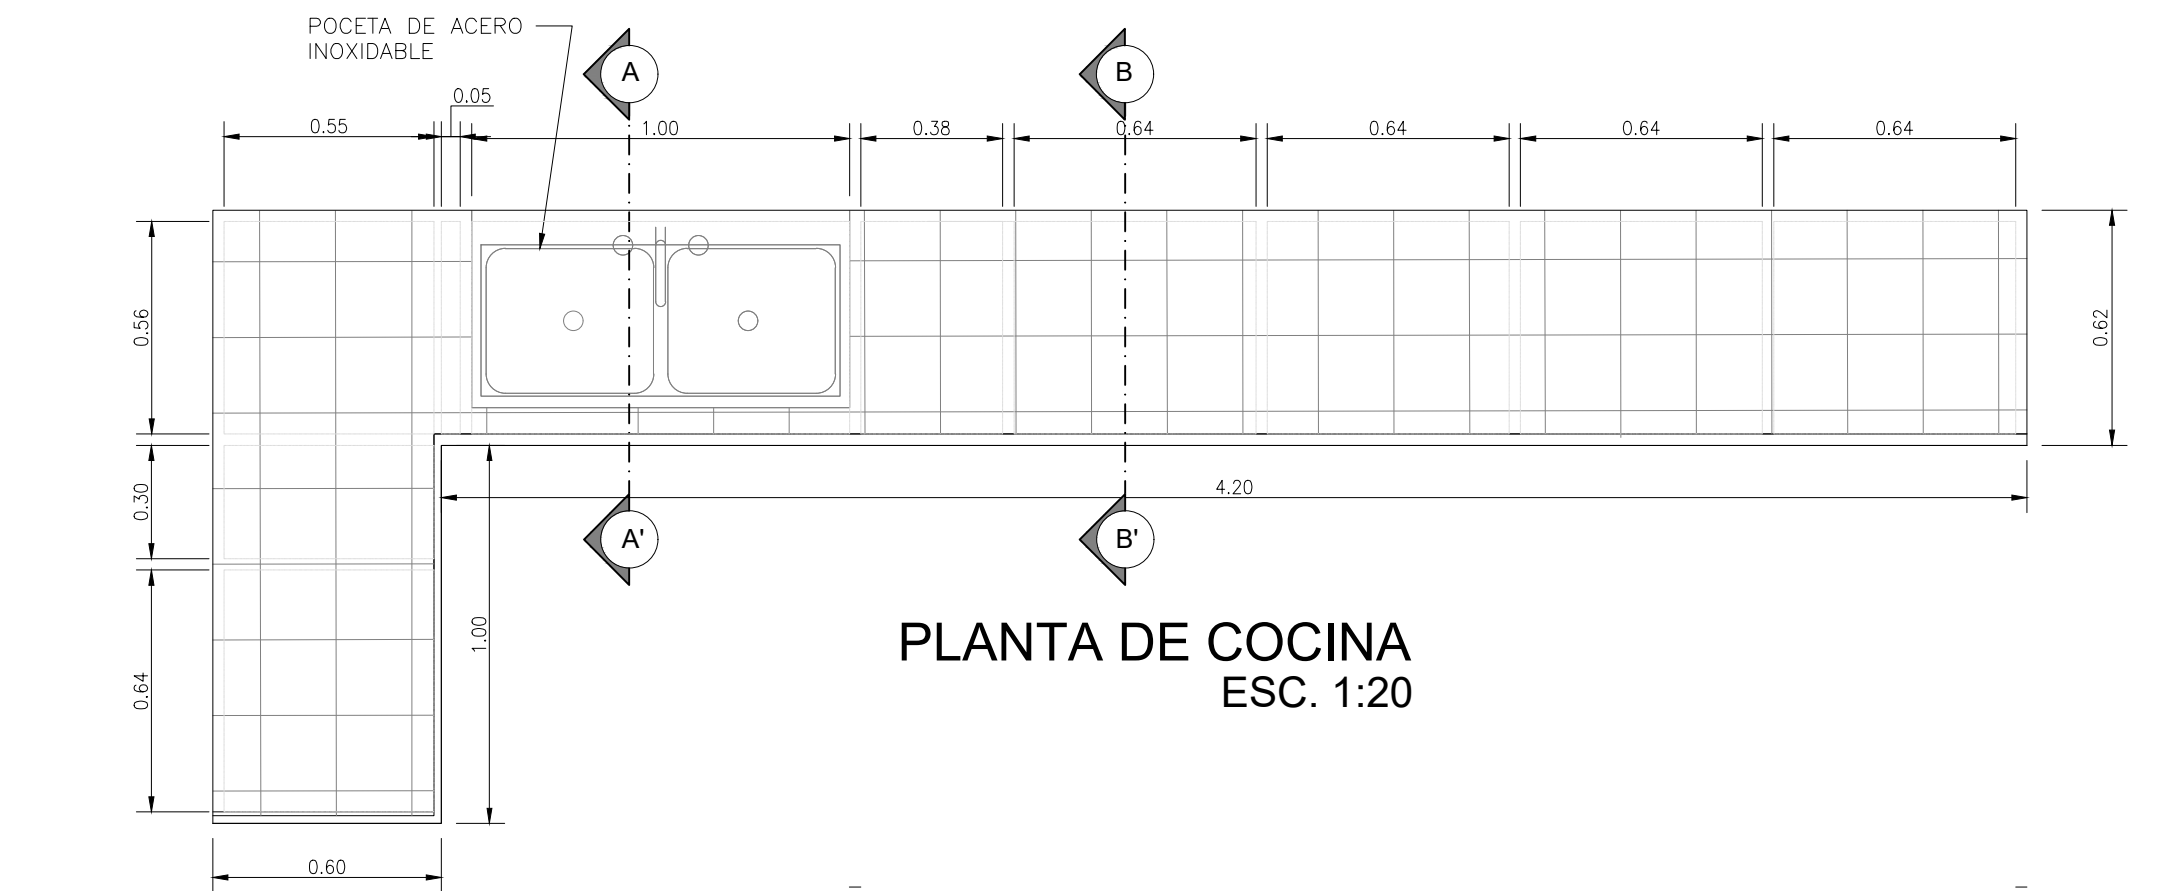 POCETA DE ACERO
INOXIDABLE
A
B
0.05
0.55
1.00
0.38
0.64
0.64
0.64
0.64
0.56
0.62
0.30
4.20
A'
B'
1.00
0.64
PLANTA DE COCINA
ESC. 1:20
0.60